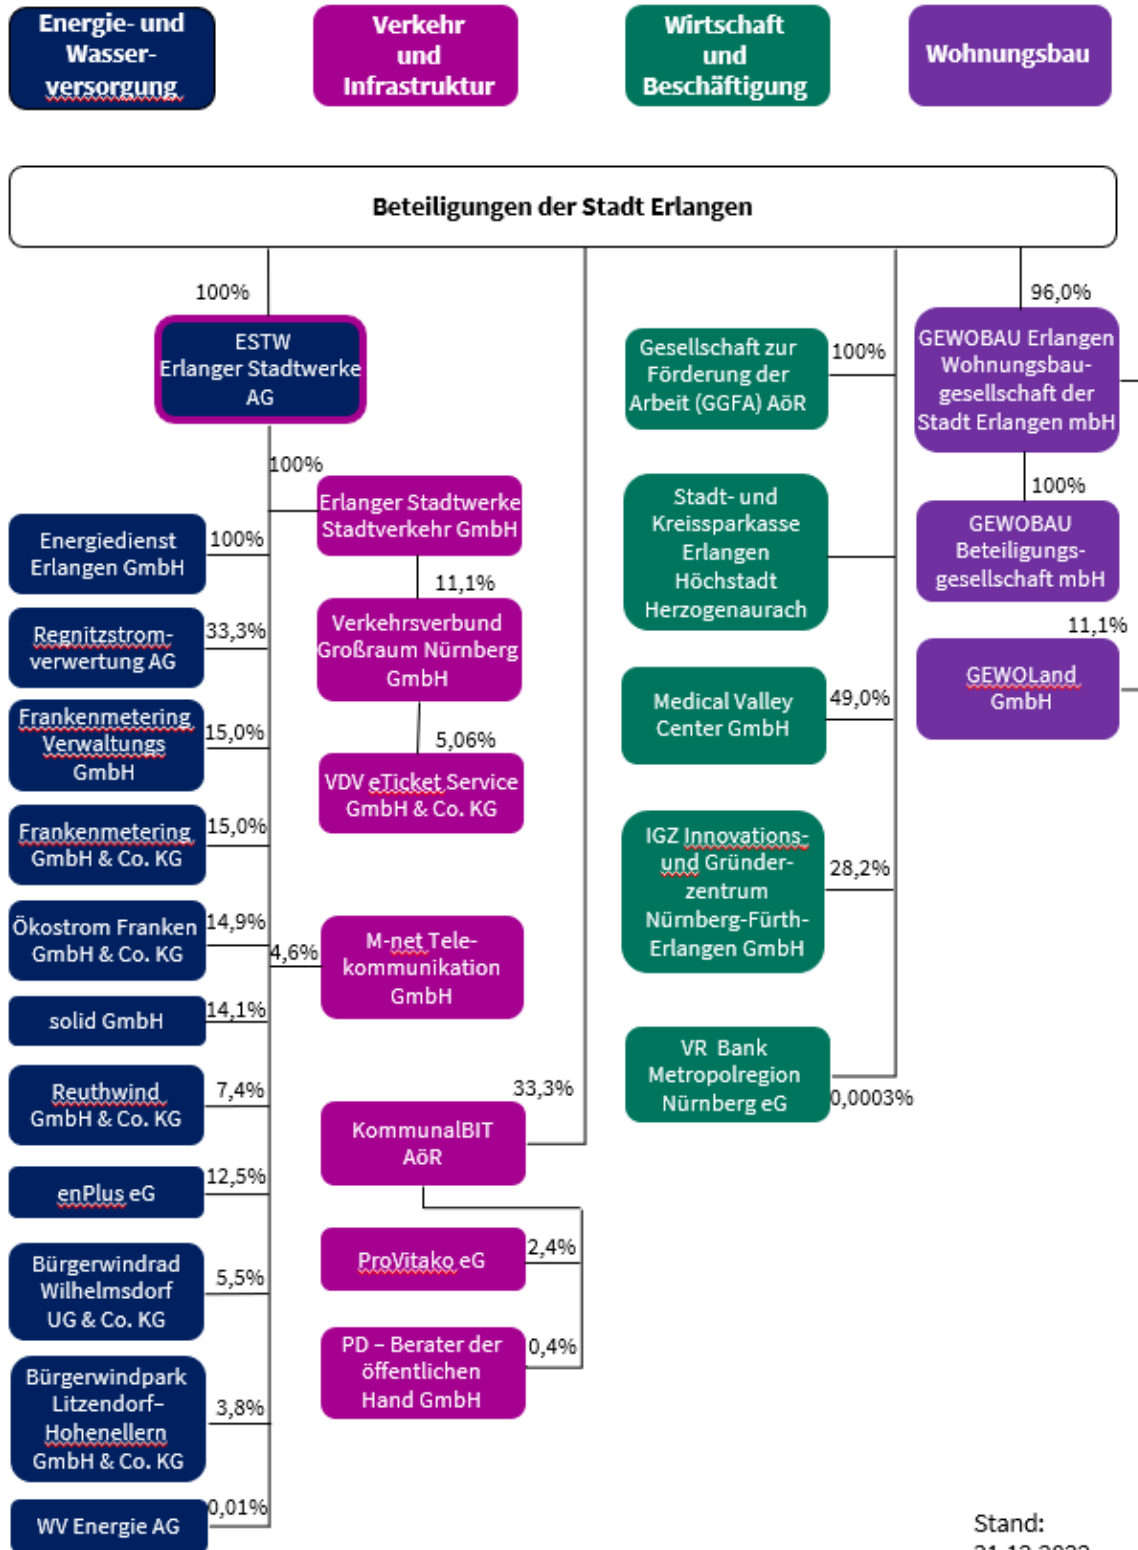 Energie- und
Wasser-
versorgung
Verkehr
und
Infrastruktur
Wirtschaft
und
Beschäftigung
Wohnungsbau
Beteiligungen der Stadt Erlangen
100%
ESTW
Erlanger Stadtwerke
AG
100%
Energiedienst
Erlangen GmbH
100%
Regnitzstrom-
verwertung AG
33,3%
Frankenmetering
Verwaltungs
GmbH
15,0%
Frankenmetering
GmbH & Co. KG
15,0%
Ökostrom Franken
GmbH & Co. KG
14,9%
solid GmbH
14,1%
Reuthwind
GmbH & Co. KG
7,4%
enPlus eG
12,5%
Bürgerwindrad
Wilhelmsdorf
UG & Co. KG
5,5%
Bürgerwindpark
Litzendorf–
Hohenellern
GmbH & Co. KG
3,8%
WV Energie AG
0,01%
Erlanger Stadtwerke
Stadtverkehr GmbH
11,1%
Verkehrsverbund
Großraum Nürnberg
GmbH
5,06%
VDV eTicket Service
GmbH & Co. KG
4,6%
M-net Tele-
kommunikation
GmbH
33,3%
KommunalBIT
AöR
ProVitako eG
2,4%
PD – Berater der
öffentlichen
Hand GmbH
0,4%
Gesellschaft zur
Förderung der
Arbeit (GGFA) AöR
100%
Stadt- und
Kreissparkasse
Erlangen
Höchstadt
Herzogenaurach
Medical Valley
Center GmbH
49,0%
IGZ Innovations-
und Gründer-
zentrum
Nürnberg-Fürth-
Erlangen GmbH
28,2%
VR Bank
Metropolregion
Nürnberg eG
0,0003%
96,0%
GEWOBAU Erlangen
Wohnungsbau-
gesellschaft der
Stadt Erlangen mbH
100%
GEWOBAU
Beteiligungs-
gesellschaft mbH
11,1%
GEWOLand
GmbH
Stand: